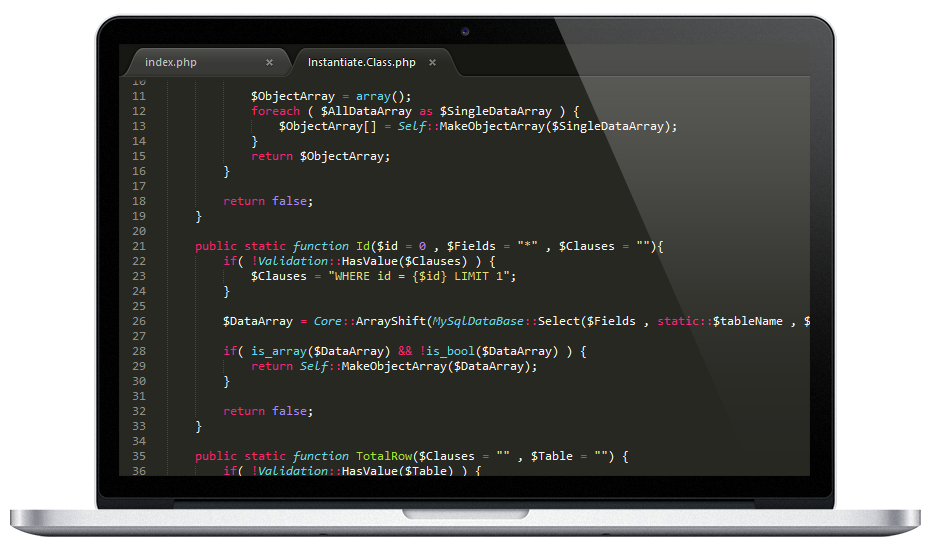 index.php × Instantiate.Class.php ×
10
11 $ObjectArray = array();
12 foreach ( $AllDataArray as $SingleDataArray ) {
13 $ObjectArray[] = Self::MakeObjectArray($SingleDataArray);
14 }
15 return $ObjectArray;
16 }
17
18 return false;
19 }
20
21 public static function Id($id = 0 , $Fields = "*" , $Clauses = ""){
22 if( !Validation::HasValue($Clauses) ) {
23 $Clauses = "WHERE id = {$id} LIMIT 1";
24 }
25
26 $DataArray = Core::ArrayShift(MySqlDataBase::Select($Fields , static::$tableName , $
27
28 if( is_array($DataArray) && !is_bool($DataArray) ) {
29 return Self::MakeObjectArray($DataArray);
30 }
31
32 return false;
33 }
34
35 public static function TotalRow($Clauses = "" , $Table = "") {
36 if( !Validation::HasValue($Table) ) {